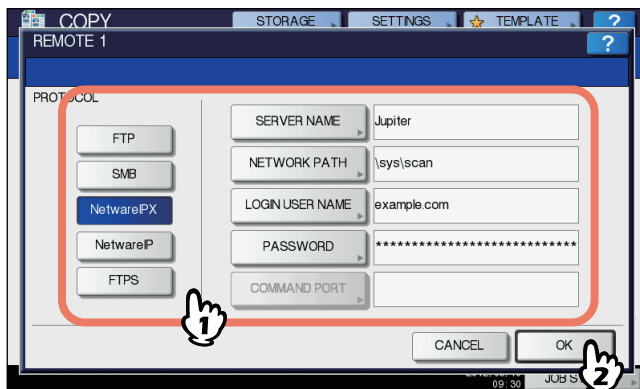 COPY STORAGE SETTINGS TEMPLATE ?
REMOTE 1 ?
PROTOCOL
SERVER NAME Jupiter
FTP
NETWORK PATH \sys\scan
SMB
LOGIN USER NAME example.com
NetwareIPX
NetwareIP PASSWORD *****************************
FTPS COMMAND PORT
1
CANCEL OK
2
09:30 JOB